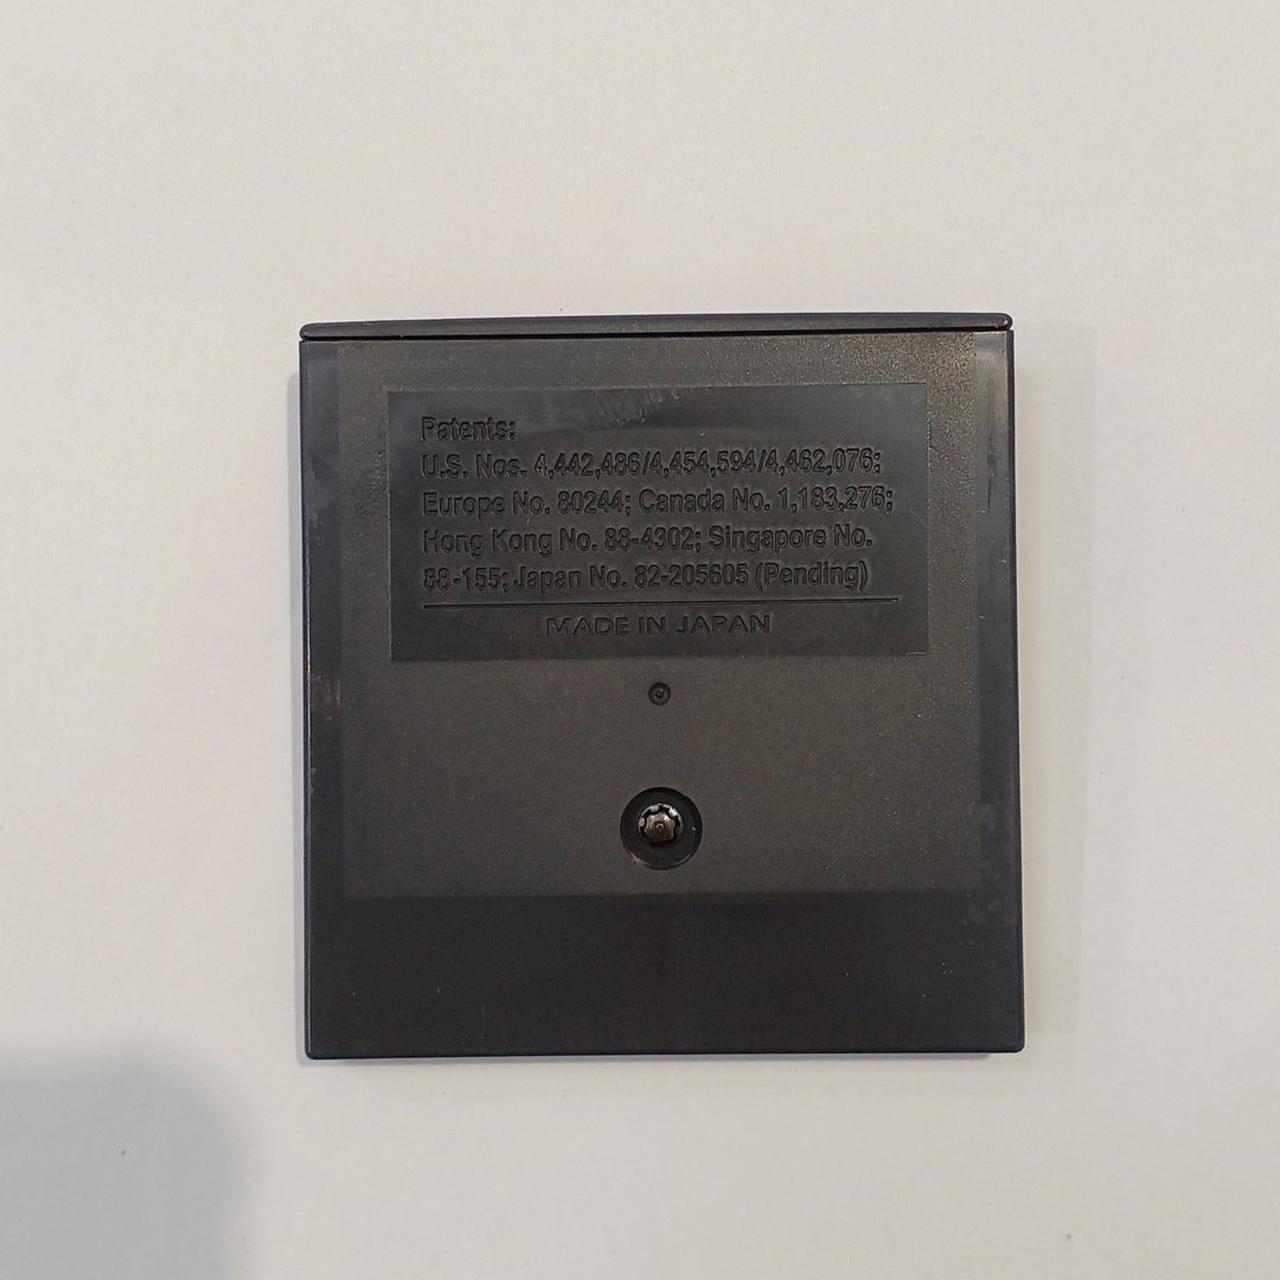 Patents:
U.S. Nos. 4,442,486/4,454,594/4,462,076;
Europe No. 80244; Canada No. 1,183,276;
Hong Kong No. 88-4302; Singapore No.
88-155; Japan No. 82-205605 (Pending)
MADE IN JAPAN